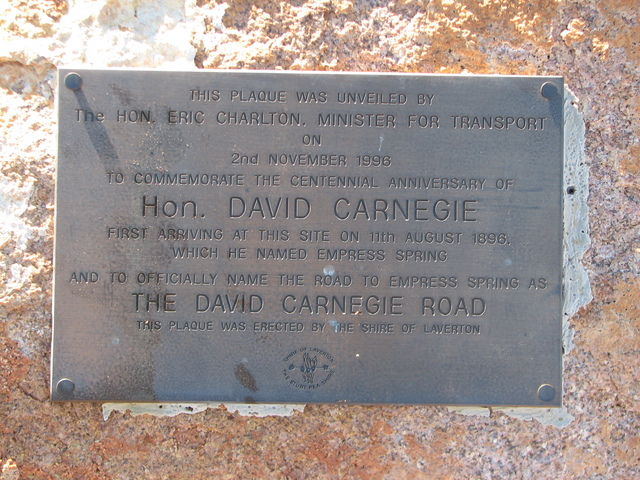 THIS PLAQUE WAS UNVEILED BY
The HON. ERIC CHARLTON. MINISTER FOR TRANSPORT
ON
2nd NOVEMBER 1996
TO COMMEMORATE THE CENTENNIAL ANNIVERSARY OF
Hon. DAVID CARNEGIE
FIRST ARRIVING AT THIS SITE ON 11th AUGUST 1896,
WHICH HE NAMED EMPRESS SPRING
AND TO OFFICIALLY NAME THE ROAD TO EMPRESS SPRING AS
THE DAVID CARNEGIE ROAD
THIS PLAQUE WAS ERECTED BY THE SHIRE OF LAVERTON
SHIRE OF LAVERTON